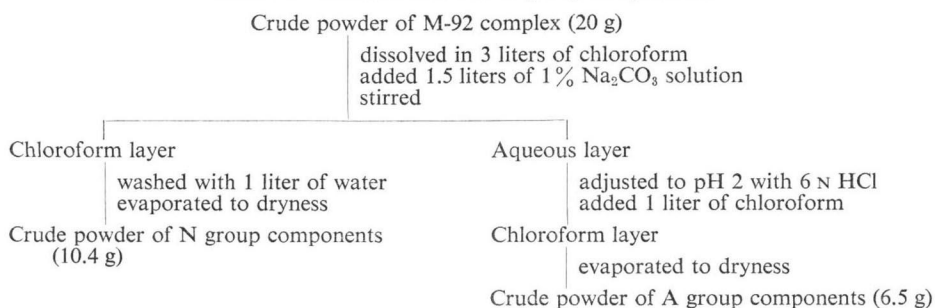 Crude powder of M-92 complex (20 g)
dissolved in 3 liters of chloroform
added 1.5 liters of 1% Na₂CO₃ solution
stirred
Chloroform layer
washed with 1 liter of water
evaporated to dryness
Crude powder of N group components
(10.4 g)
Aqueous layer
adjusted to pH 2 with 6 N HCl
added 1 liter of chloroform
Chloroform layer
evaporated to dryness
Crude powder of A group components (6.5 g)